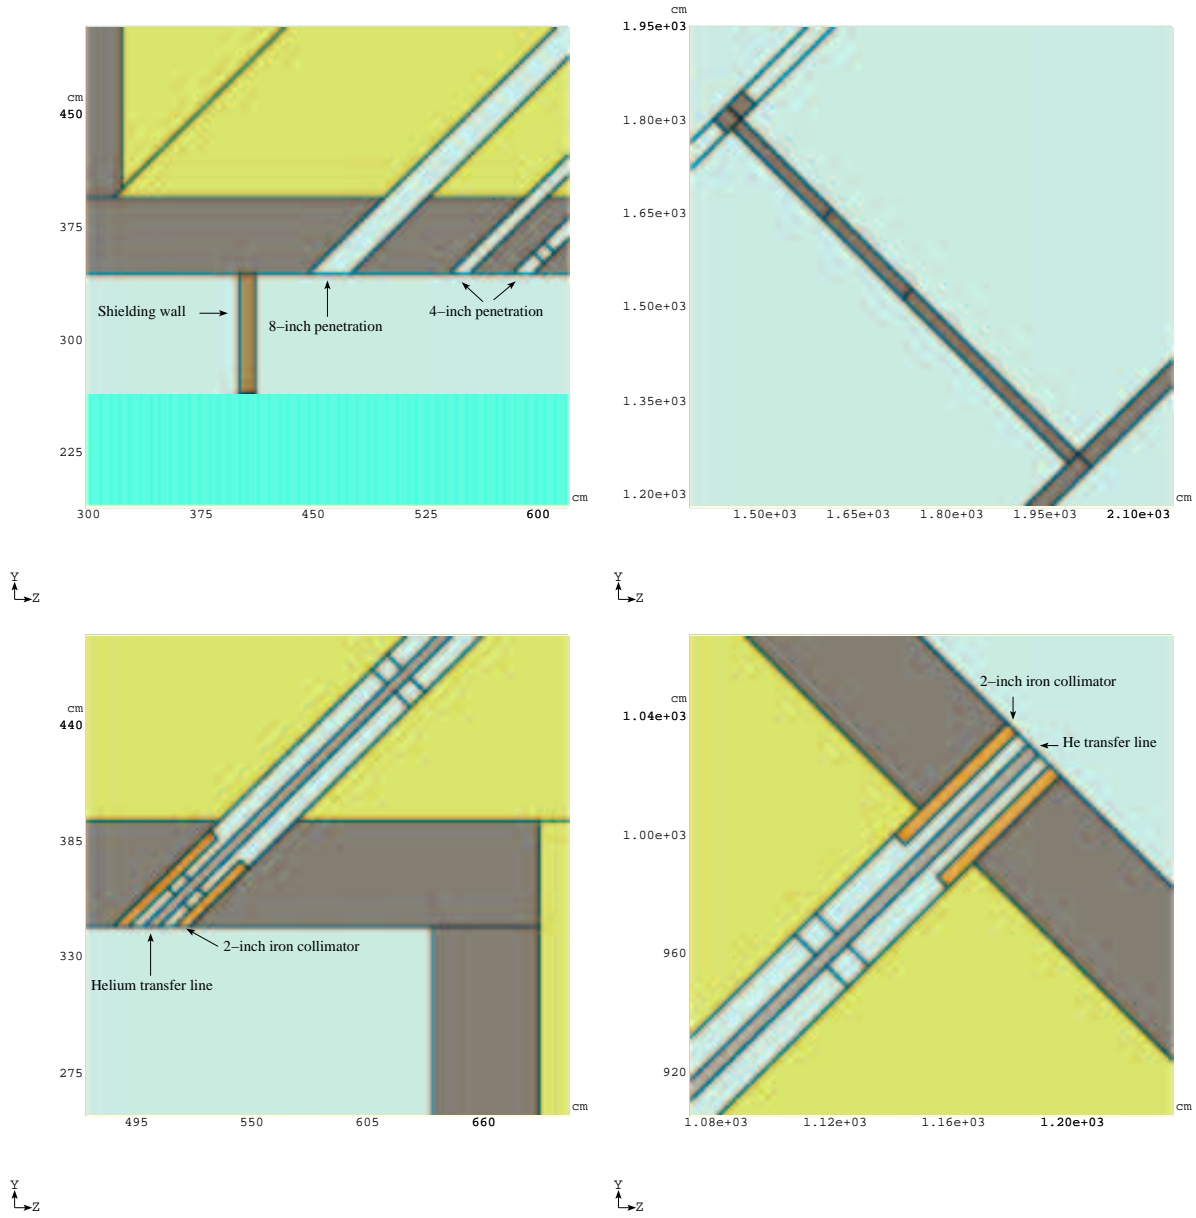 cm
450
375
300
225
Shielding wall
8−inch penetration
4−inch penetration
cm
300 375 450 525 600
Y
Z
cm
1.95e+03
1.80e+03
1.65e+03
1.50e+03
1.35e+03
1.20e+03
cm
1.50e+03 1.65e+03 1.80e+03 1.95e+03 2.10e+03
Y
Z
cm
440
385
330
275
2−inch iron collimator
Helium transfer line
cm
495 550 605 660
Y
Z
cm
1.04e+03
1.00e+03
960
920
2−inch iron collimator
He transfer line
cm
1.08e+03 1.12e+03 1.16e+03 1.20e+03
Y
Z